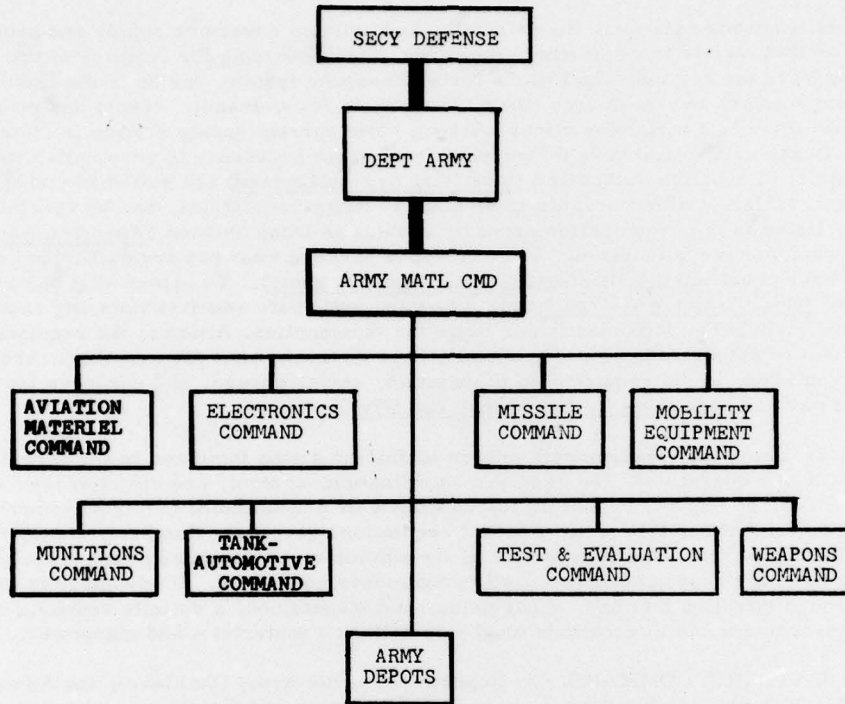 SECY DEFENSE
DEPT ARMY
ARMY MATL CMD
AVIATION
MATERIEL
COMMAND
ELECTRONICS
COMMAND
MISSILE
COMMAND
MOBILITY
EQUIPMENT
COMMAND
MUNITIONS
COMMAND
TANK-
AUTOMOTIVE
COMMAND
TEST & EVALUATION
COMMAND
WEAPONS
COMMAND
ARMY
DEPOTS